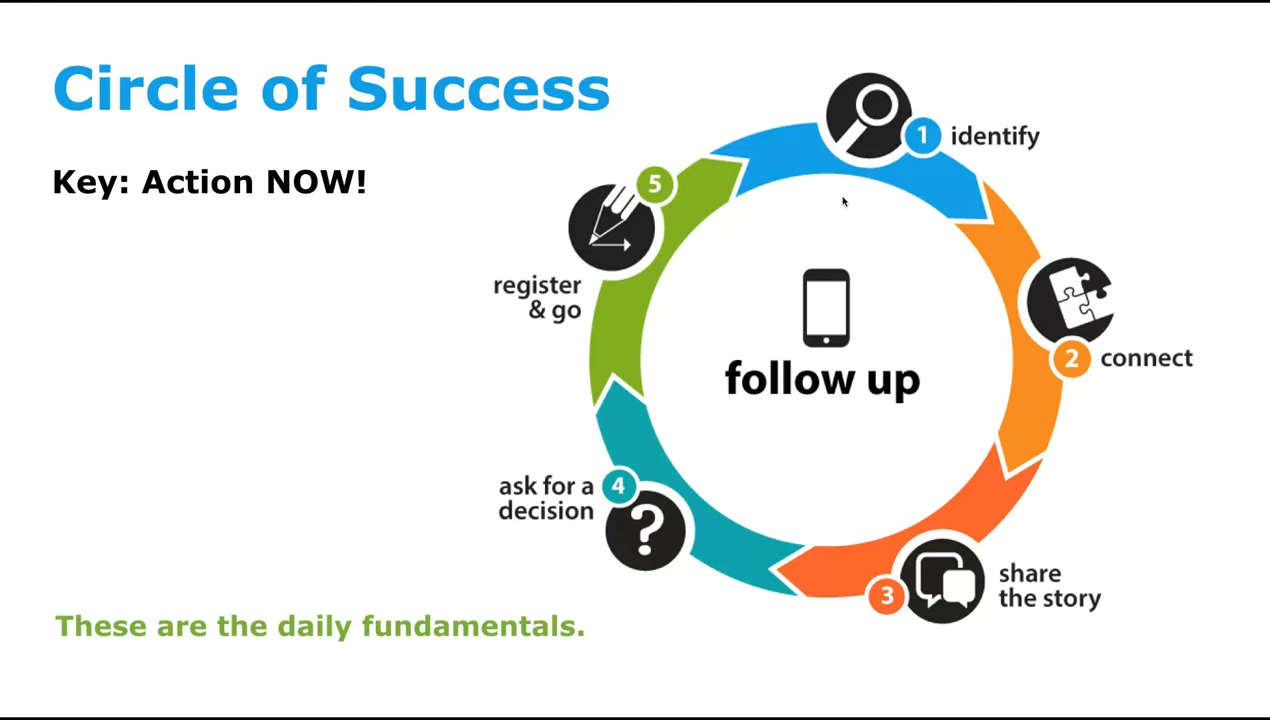 Circle of Success
Key: Action NOW!
1 identify
2 connect
3 share
the story
ask for a 4
decision
5
register
& go
follow up
These are the daily fundamentals.